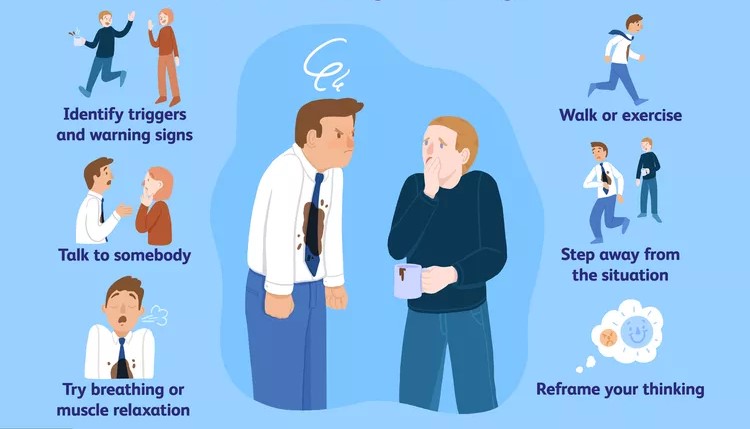 Identify triggers
and warning signs
Talk to somebody
Try breathing or
muscle relaxation
Walk or exercise
Step away from
the situation
Reframe your thinking